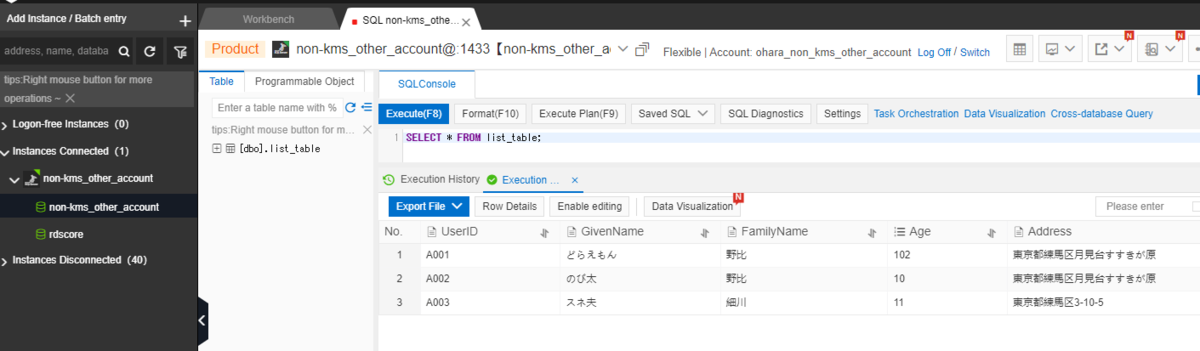 Add Instance / Batch entry
Workbench
SQL non-kms_othe...
address, name, databa
Product non-kms_other_account@:1433【non-kms_other_a
Flexible | Account: ohara_non_kms_other_account Log Off / Switch
N
N
tips:Right mouse button for more
operations ~
Table
Programmable Object
SQLConsole
Enter a table name with %
Execute(F8)
Format(F10)
Execute Plan(F9)
Saved SQL
SQL Diagnostics
Settings
Task Orchestration Data Visualization Cross-database Query
Logon-free Instances (0)
tips:Right mouse button for m...
1 SELECT * FROM list_table;
Instances Connected (1)
[dbo].list_table
non-kms_other_account
Execution History
Execution ...
non-kms_other_account
Export File
Row Details
Enable editing
Data Visualization
N
Please enter
rdscore
No. UserID GivenName FamilyName Age Address
Instances Disconnected (40)
1 A001 どらえもん 野比 102 東京都練馬区月見台すすきが原
2 A002 のび太 野比 10 東京都練馬区月見台すすきが原
3 A003 スネ夫 細川 11 東京都練馬区3-10-5